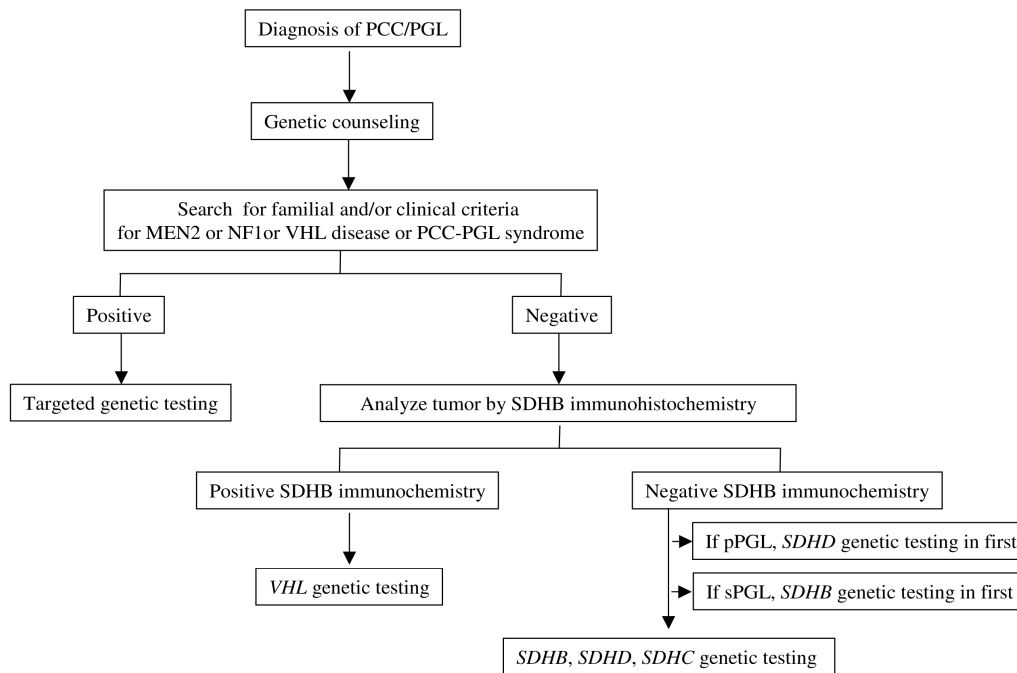 Diagnosis of PCC/PGL
Genetic counseling
Search for familial and/or clinical criteria
for MEN2 or NF1or VHL disease or PCC-PGL syndrome
Positive
Negative
Targeted genetic testing
Analyze tumor by SDHB immunohistochemistry
Positive SDHB immunochemistry
Negative SDHB immunochemistry
If pPGL, SDHD genetic testing in first
VHL genetic testing
If sPGL, SDHB genetic testing in first
SDHB, SDHD, SDHC genetic testing